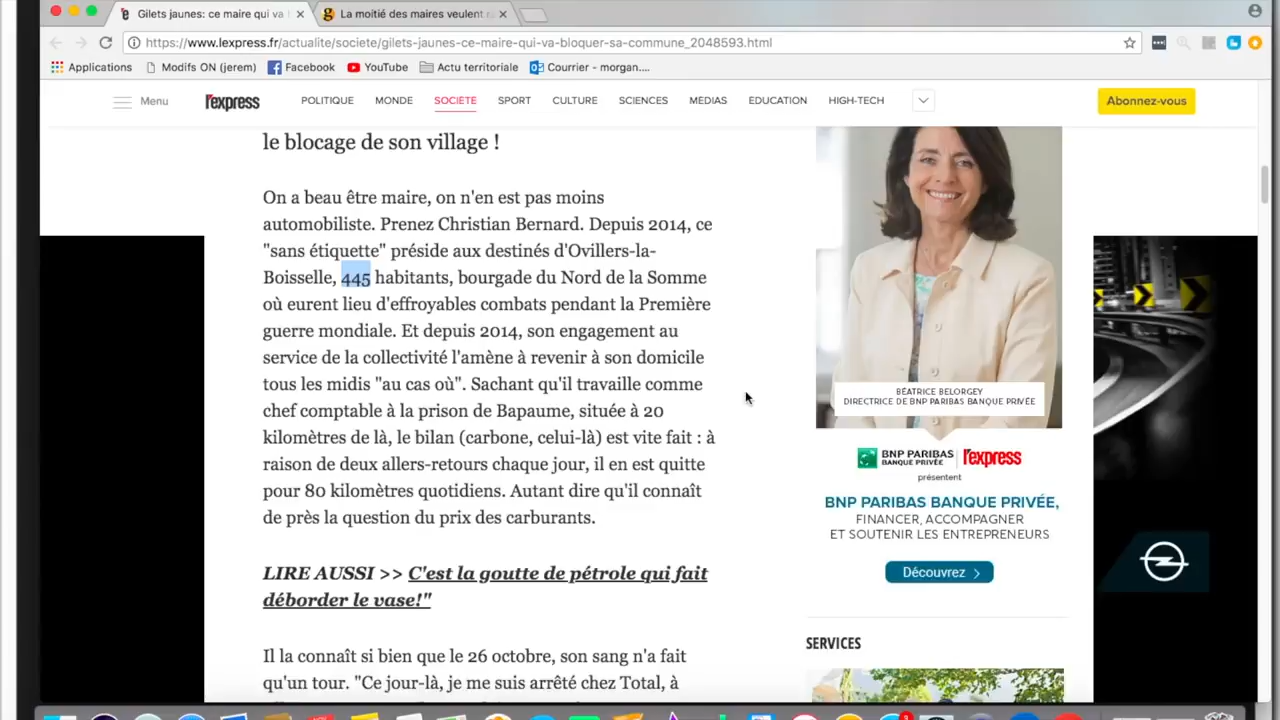 Gilets jaunes: ce maire qui va
La moitié des maires veulent
https://www.lexpress.fr/actualite/societe/gilets-jaunes-ce-maire-qui-va-bloquer-sa-commune_2048593.html
Applications
Modifs ON (jerem)
Facebook
YouTube
Actu territoriale
Courrier - morgan....
Menu
l'express
POLITIQUE
MONDE
SOCIÉTÉ
SPORT
CULTURE
SCIENCES
MÉDIAS
ÉDUCATION
HIGH-TECH
Abonnez-vous
le blocage de son village !
On a beau être maire, on n'en est pas moins
automobiliste. Prenez Christian Bernard. Depuis 2014, ce
"sans étiquette" préside aux destinés d'Ovillers-la-
Boisselle, 445 habitants, bourgade du Nord de la Somme
où eurent lieu d'effroyables combats pendant la Première
guerre mondiale. Et depuis 2014, son engagement au
service de la collectivité l'amène à revenir à son domicile
tous les midis "au cas où". Sachant qu'il travaille comme
chef comptable à la prison de Bapaume, située à 20
kilomètres de là, le bilan (carbone, celui-là) est vite fait : à
raison de deux allers-retours chaque jour, il en est quitte
pour 80 kilomètres quotidiens. Autant dire qu'il connaît
de près la question du prix des carburants.
LIRE AUSSI >> C'est la goutte de pétrole qui fait
déborder le vase!"
Il la connaît si bien que le 26 octobre, son sang n'a fait
qu'un tour. "Ce jour-là, je me suis arrêté chez Total, à
BÉATRICE BELORGEY
DIRECTRICE DE BNP PARIBAS BANQUE PRIVÉE
BNP PARIBAS
BANQUE PRIVÉE
l'express
présentent
BNP PARIBAS BANQUE PRIVÉE,
FINANCER, ACCOMPAGNER
ET SOUTENIR LES ENTREPRENEURS
Découvrez
SERVICES